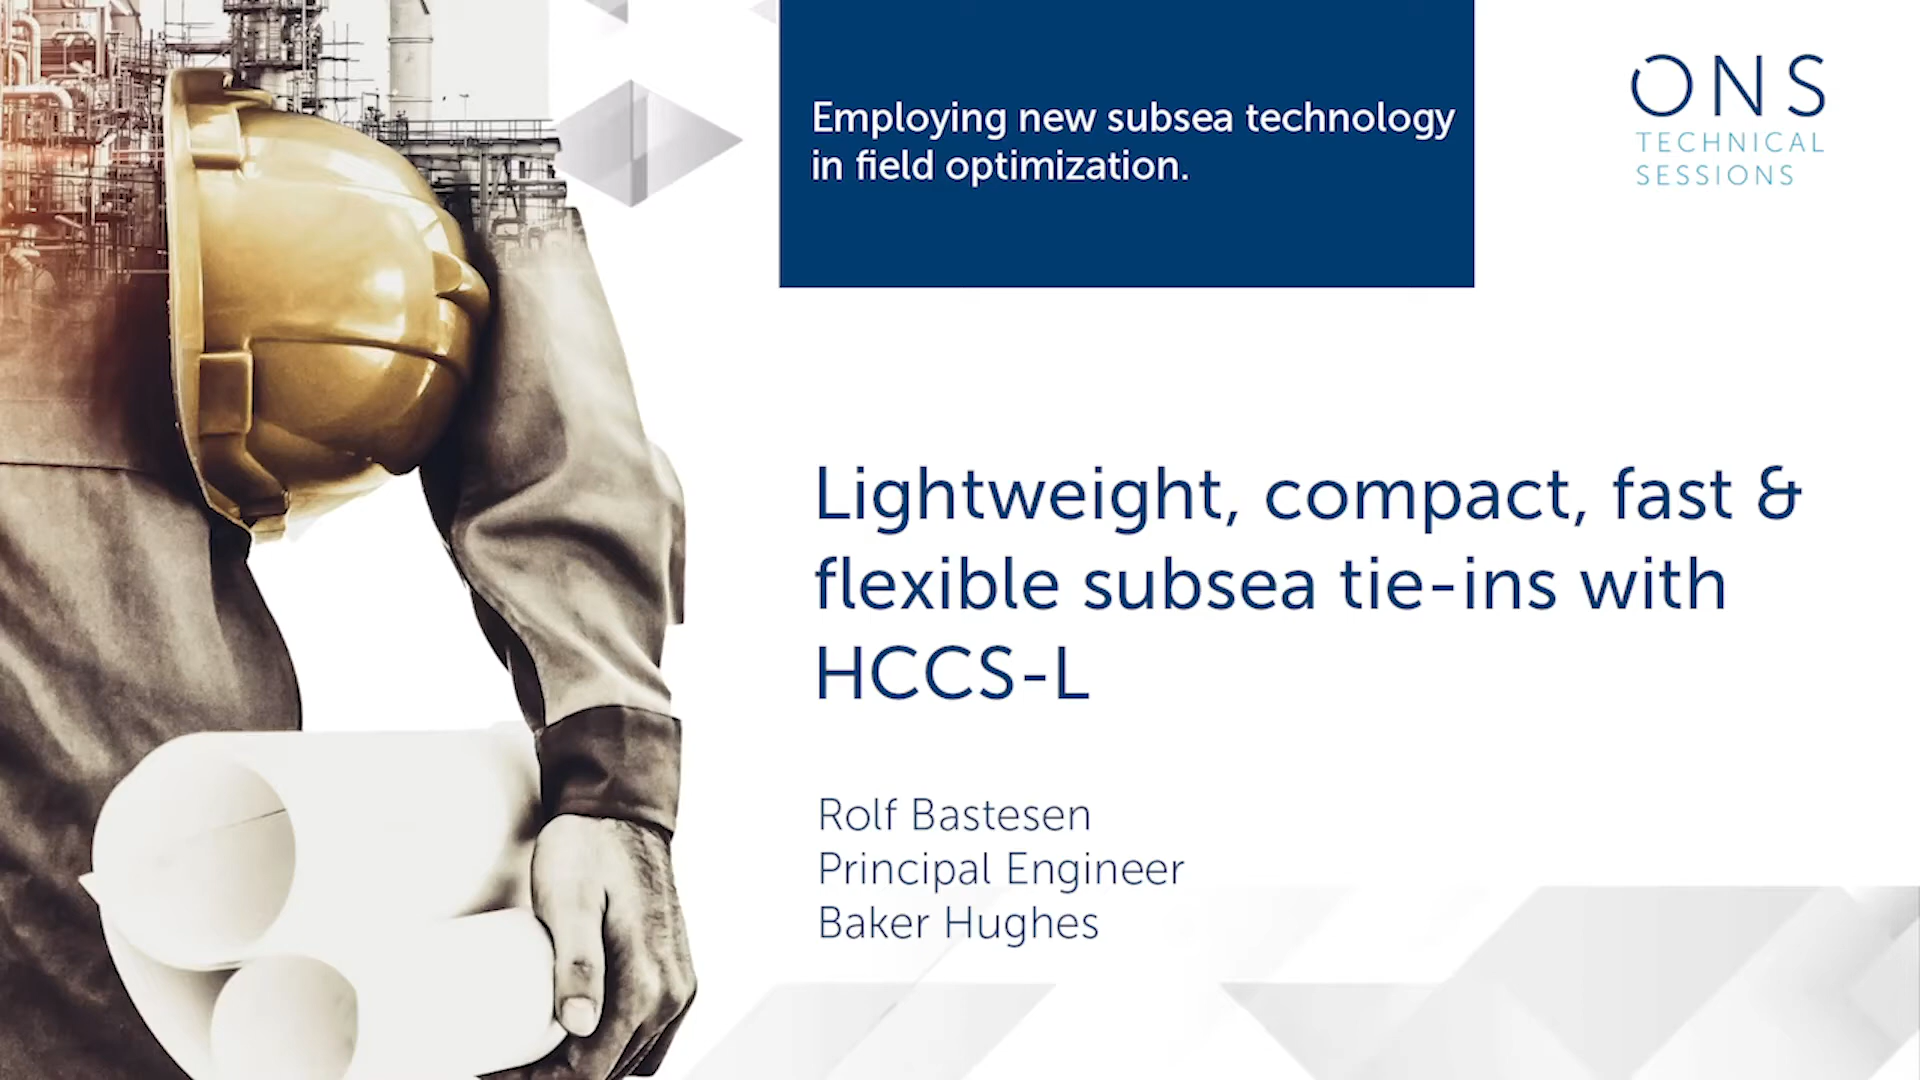 Employing new subsea technology
in field optimization.
ONS
TECHNICAL
SESSIONS
Lightweight, compact, fast &
flexible subsea tie-ins with
HCCS-L
Rolf Bastesen
Principal Engineer
Baker Hughes